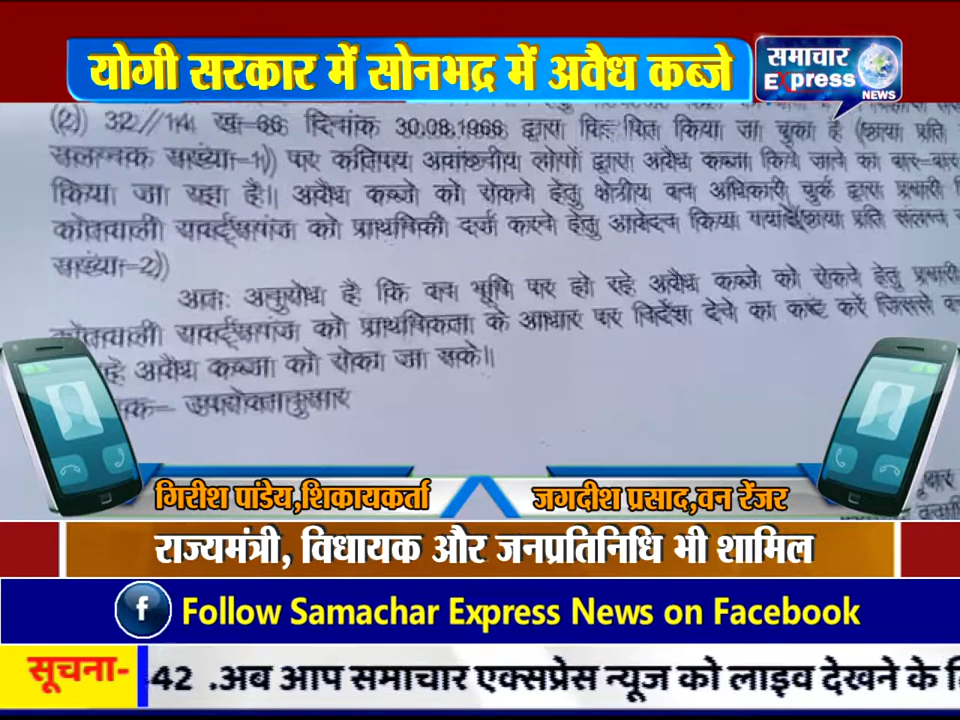 योगी सरकार में सोनभद्र में अवैध कब्जे
समाचार
Express
NEWS
(2) 32//14 ख-66 दिनांक 30.08.1966 द्वारा किया जा चुका है (छाया प्रति
संलग्नक संख्या-1)) पर कतिपय अवांछनीय लोगों द्वारा अवैध कब्जा किये जाने का बार-बार
किया जा रहा है। अवैध कब्जे को रोकने हेतु क्षेत्रीय वन अधिकारी चुर्क द्वारा प्रभारी
कोतवाली राबर्ट्सगंज को प्राथमिकी दर्ज करने हेतु आवेदन किया गया है(छाया प्रति संलग्न
संख्या-2))
अतः अनुरोध है कि वन भूमि पर हो रहे अवैध कब्जे को रोकने हेतु प्रभारी
कोतवाली राबर्ट्सगंज को प्राथमिकता के आधार पर निर्देश देने का कष्ट करें जिससे
अवैध कब्जा को रोका जा सके।
उपरोक्तानुसार
गिरीश पांडेय,शिकायकर्ता
जगदीश प्रसाद,वन रेंजर
राज्यमंत्री, विधायक और जनप्रतिनिधि भी शामिल
f Follow Samachar Express News on Facebook
सूचना- 42 .अब आप समाचार एक्सप्रेस न्यूज को लाइव देखने के